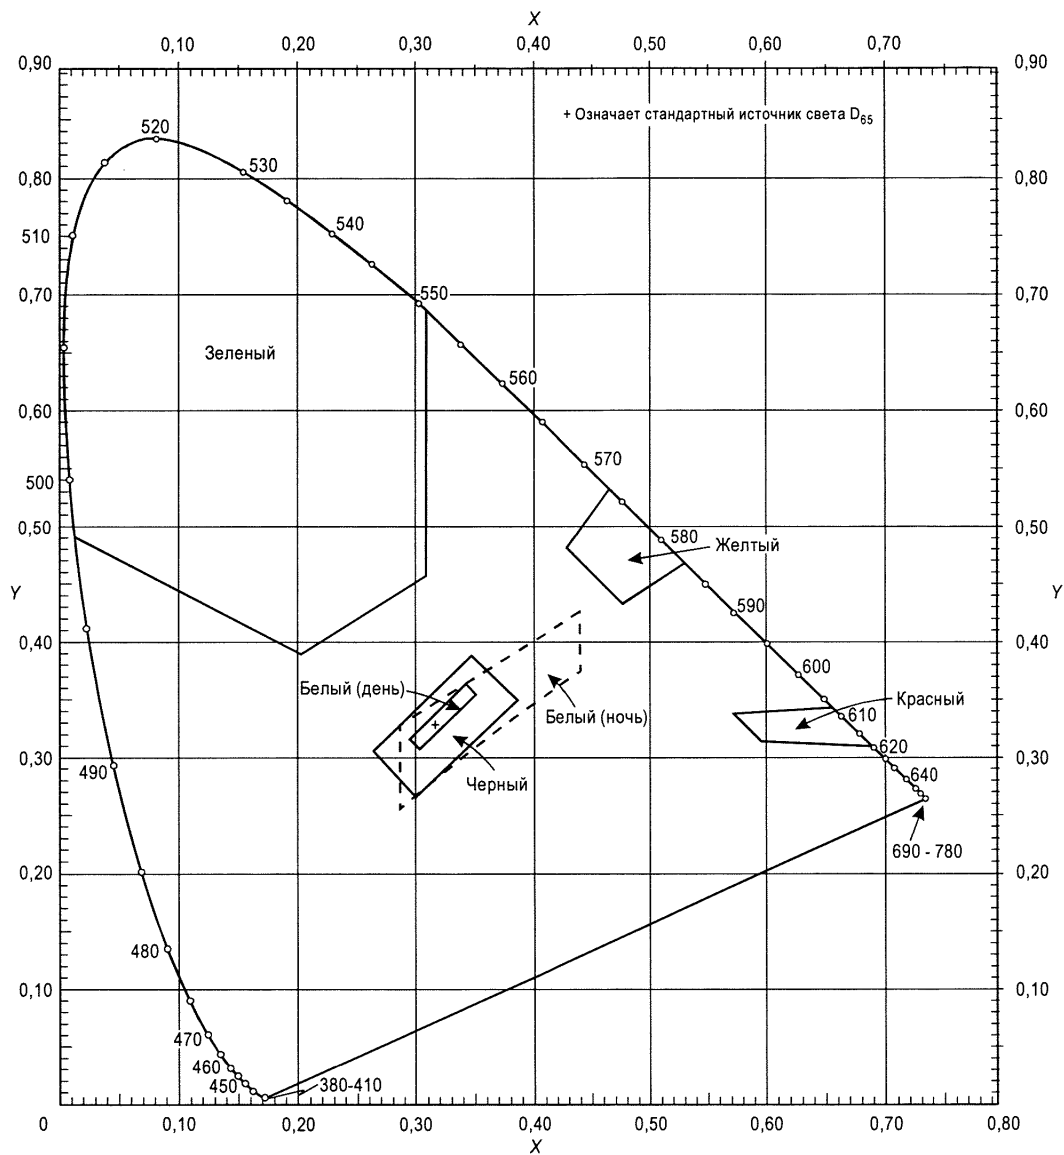 X
0,10 0,20 0,30 0,40 0,50 0,60 0,70
0,90 0,90
+ Означает стандартный источник света D65
520
530
0,80 0,80
540
510
550
0,70 0,70
Зеленый
560
0,60 0,60
570
500
0,50 580 0,50
Желтый
Y 590 Y
0,40 0,40
600
Белый (день)
Красный
Белый (ночь) 610
620
0,30 0,30
490 Черный 640
690 - 780
0,20 0,20
480
0,10 0,10
470
460
450 380-410
0 0,10 0,20 0,30 0,40 0,50 0,60 0,70 0,80
X